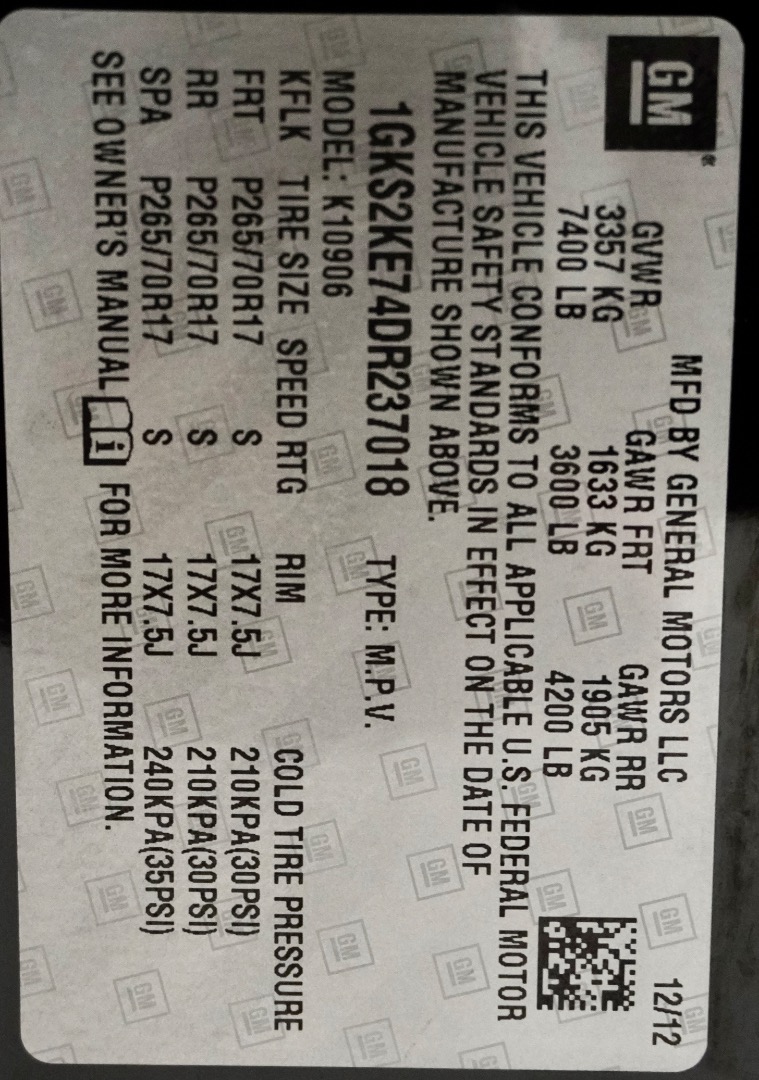 GM
MFD BY GENERAL MOTORS LLC 12/12
GVWR GAWR FRT GAWR RR
3357 KG 1633 KG 1905 KG
7400 LB 3600 LB 4200 LB
THIS VEHICLE CONFORMS TO ALL APPLICABLE U.S FEDERAL MOTOR
VEHICLE SAFETY STANDARDS IN EFFECT ON THE DATE OF
MANUFACTURE SHOWN ABOVE.
1GKS2KE74DR237018 TYPE: M.P.V.
MODEL: K10906
KFLK TIRE SIZE SPEED RTG RIM COLD TIRE PRESSURE
FRT P265/70R17 S 17X7.5J 210KPA(30PSI)
RR P265/70R17 S 17X7.5J 210KPA(30PSI)
SPA P265/70R17 S 17X7.5J 240KPA(35PSI)
SEE OWNER'S MANUAL i FOR MORE INFORMATION.